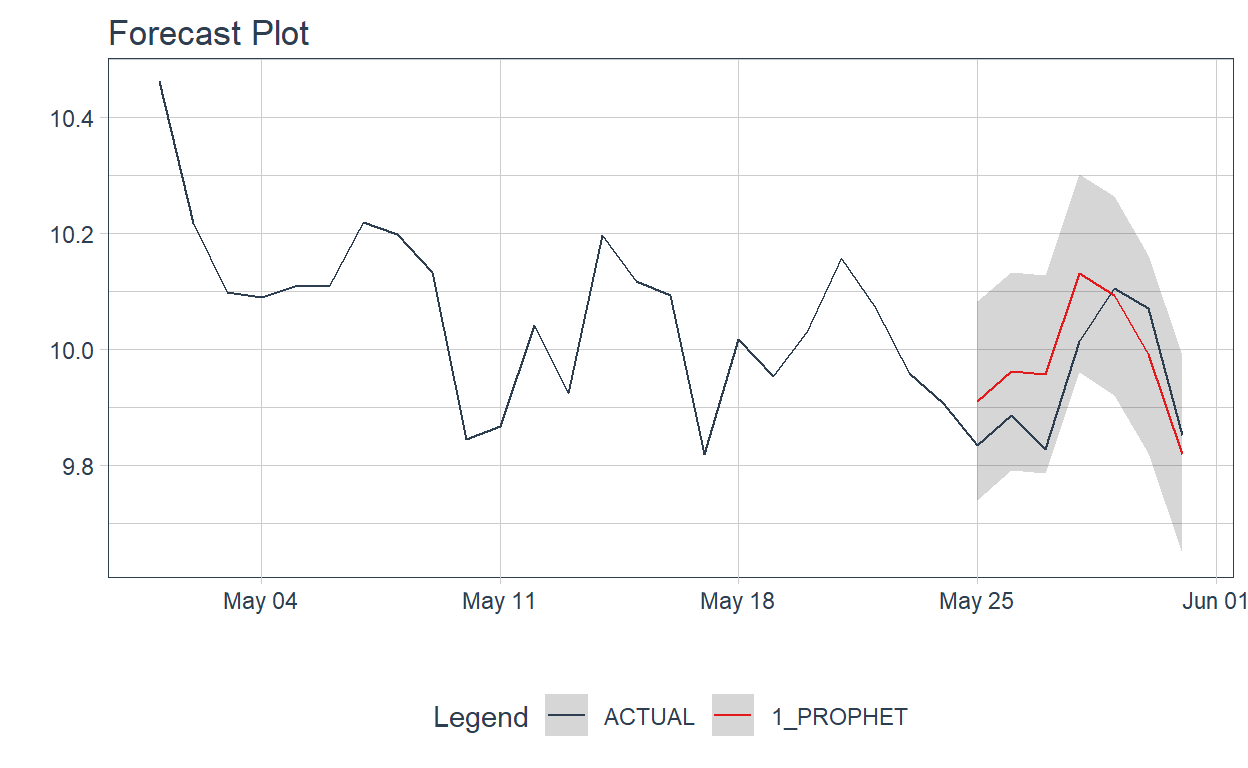 Forecast Plot
10.4
10.2
10.0
9.8
May 04 May 11 May 18 May 25 Jun 01
Legend ACTUAL 1_PROPHET